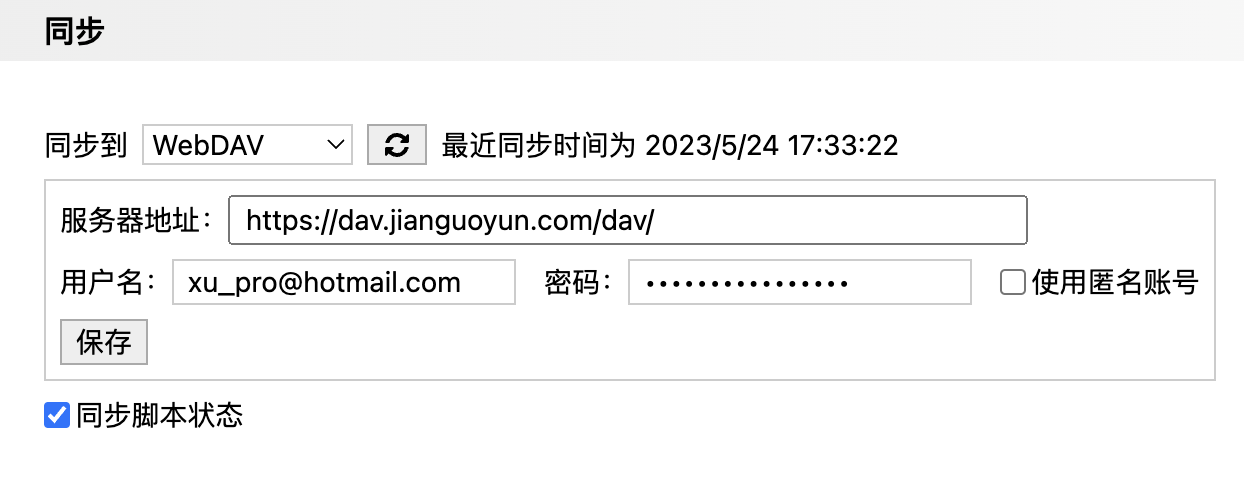 同步
同步到 WebDAV 最近同步时间为 2023/5/24 17:33:22
服务器地址： https://dav.jianguoyun.com/dav/
用户名： xu_pro@hotmail.com 密码： •••••••••••••••• 使用匿名账号
保存
同步脚本状态